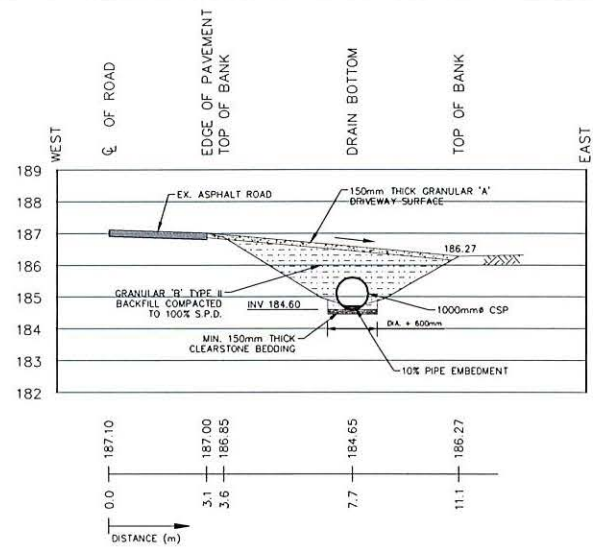 WEST
℄ OF ROAD
EDGE OF PAVEMENT
TOP OF BANK
DRAIN BOTTOM
TOP OF BANK
EAST
189
188
187
186
185
184
183
182
EX. ASPHALT ROAD
150mm THICK GRANULAR 'A'
DRIVEWAY SURFACE
186.27
GRANULAR 'B' TYPE II
BACKFILL COMPACTED
TO 100% S.P.D.
INV 184.60
1000mmø CSP
MIN. 150mm THICK
CLEARSTONE BEDDING
DIA. + 600mm
10% PIPE EMBEDMENT
187.10
187.00
186.85
184.65
186.27
0.0
3.1
3.6
7.7
11.1
DISTANCE (m)